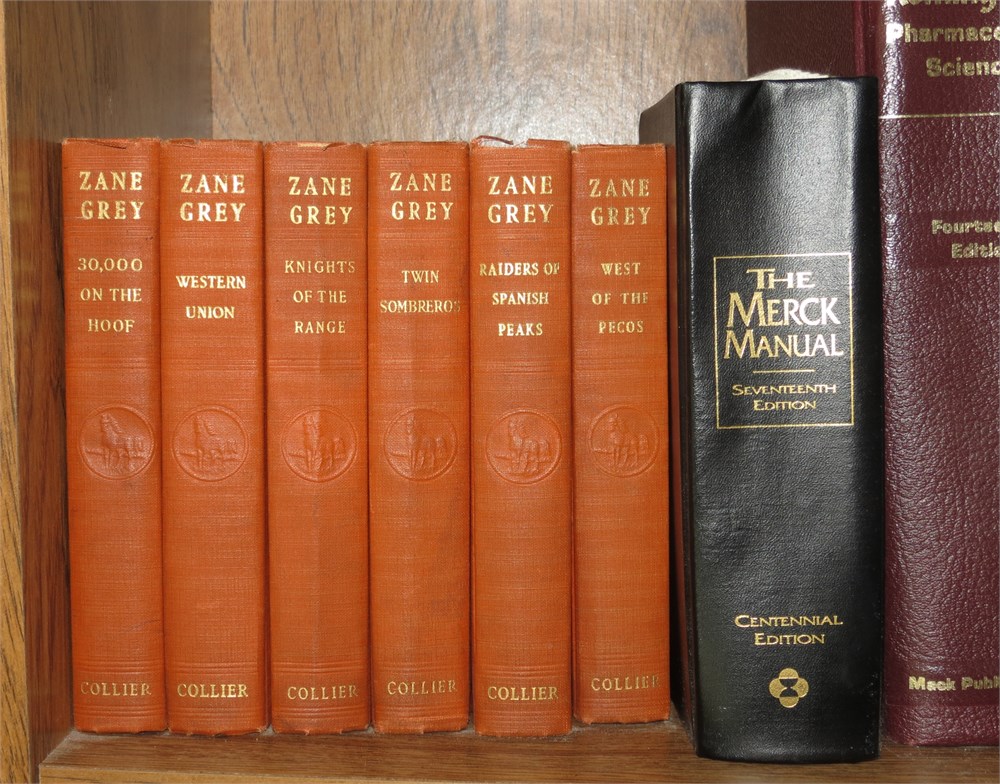 ZANE
GREY
30,000
ON THE
HOOF
COLLIER
ZANE
GREY
WESTERN
UNION
COLLIER
ZANE
GREY
KNIGHTS
OF THE
RANGE
COLLIER
ZANE
GREY
TWIN
SOMBREROS
COLLIER
ZANE
GREY
RAIDERS OF
SPANISH
PEAKS
COLLIER
ZANE
GREY
WEST
OF THE
PECOS
COLLIER
THE
MERCK
MANUAL
SEVENTEENTH
EDITION
CENTENNIAL
EDITION
Pharmace
Scienc
Fourtee
Editio
Mack Publ